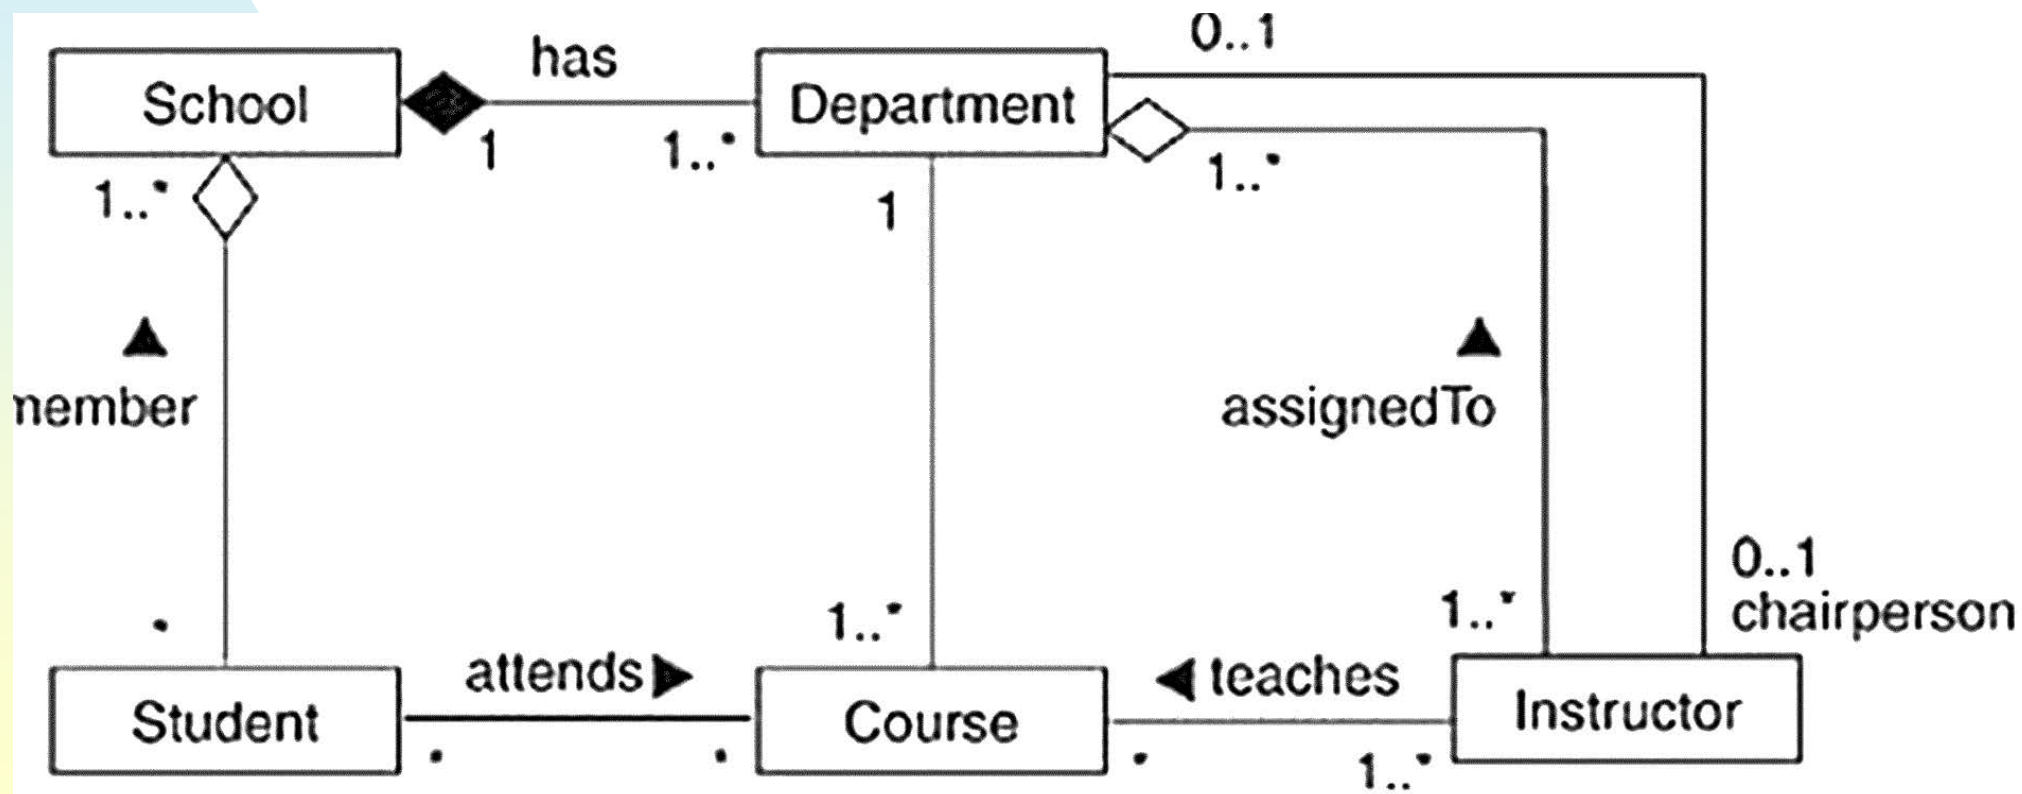 0..1
has
School
Department
1
1..*
1..*
1..*
1
member
assignedTo
0..1
1..*
1..*
chairperson
*
attends
teaches
Student
Course
Instructor
*
*
*
1..*